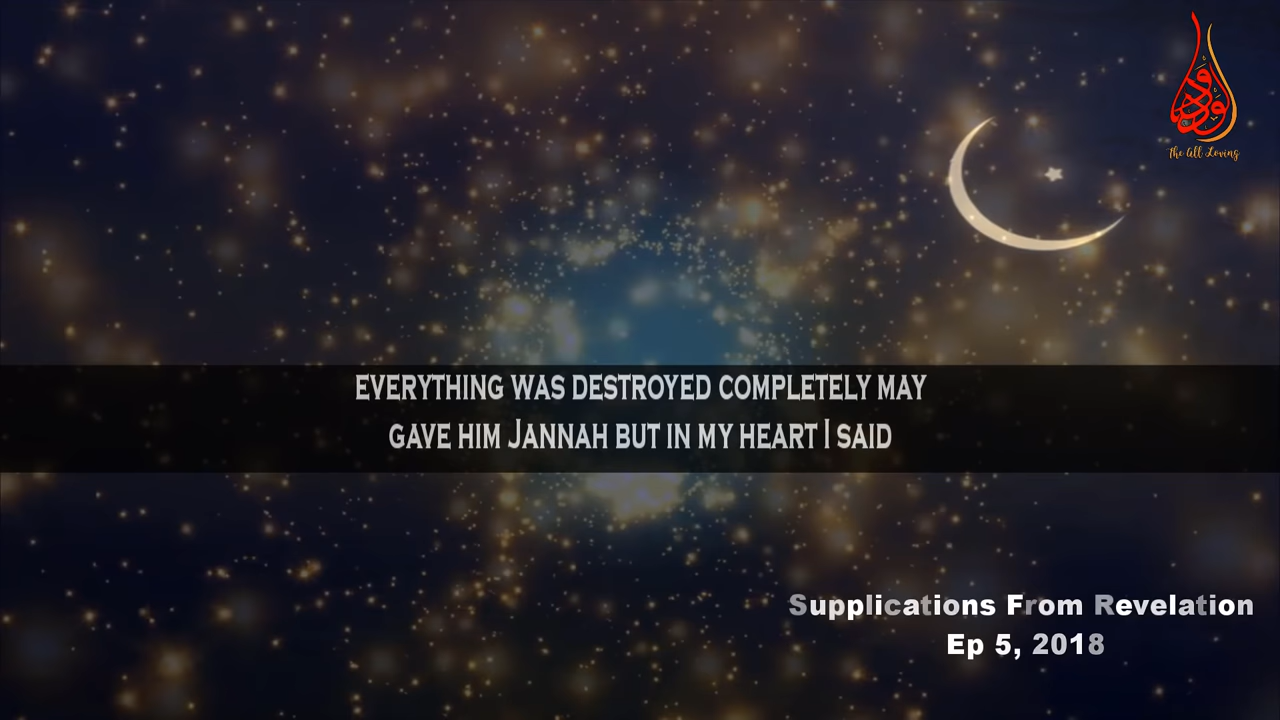 The All Loving
EVERYTHING WAS DESTROYED COMPLETELY MAY
GAVE HIM JANNAH BUT IN MY HEART I SAID
Supplications From Revelation
Ep 5, 2018